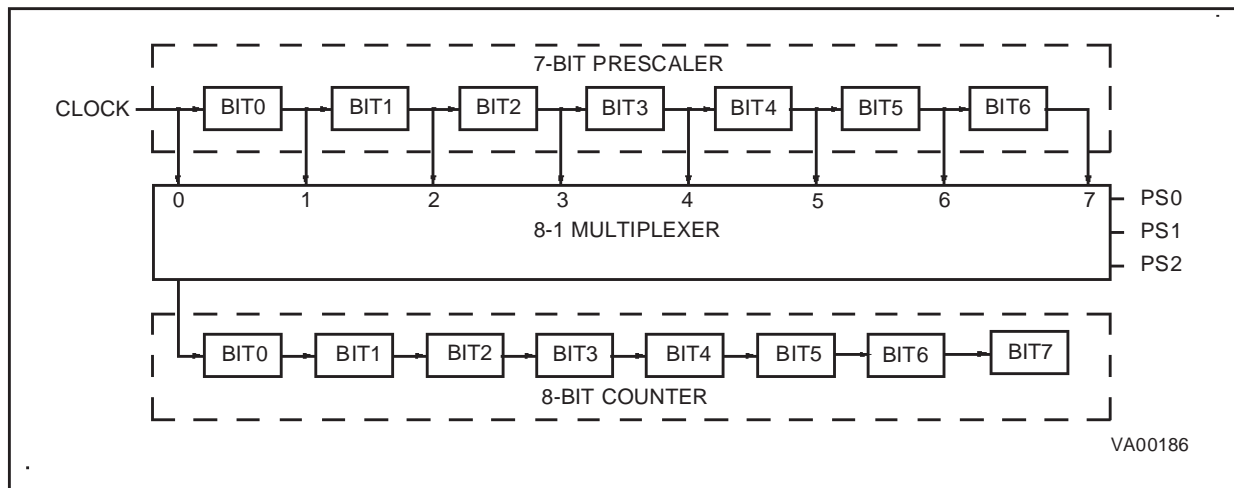 7-BIT PRESCALER
CLOCK BIT0 BIT1 BIT2 BIT3 BIT4 BIT5 BIT6
0 1 2 3 4 5 6 7 PS0
8-1 MULTIPLEXER PS1
PS2
BIT0 BIT1 BIT2 BIT3 BIT4 BIT5 BIT6 BIT7
8-BIT COUNTER
VA00186